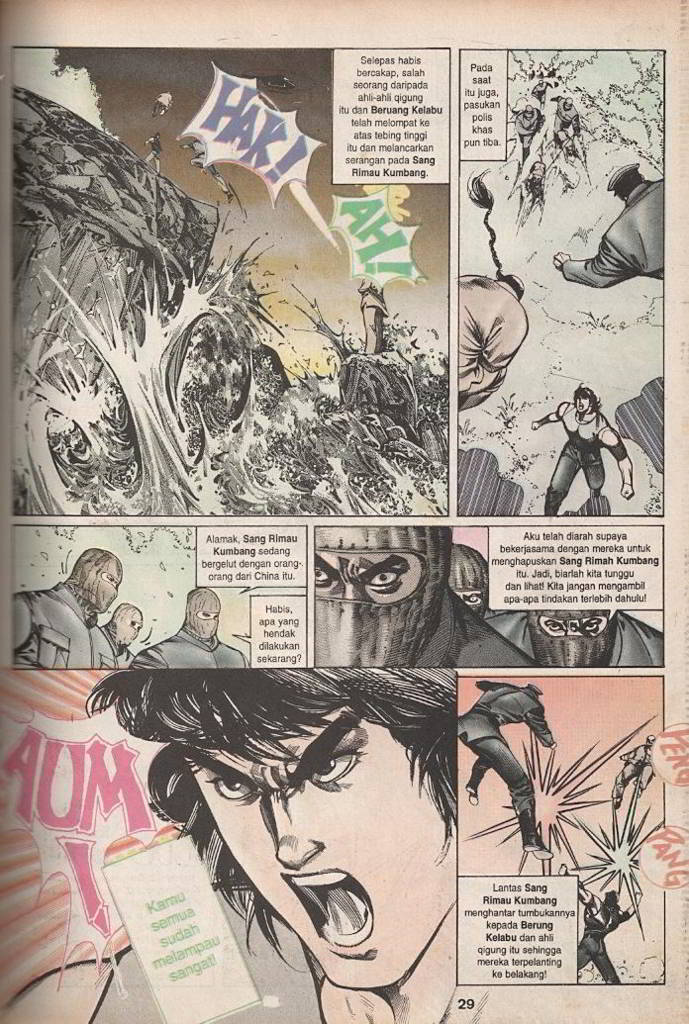 Selepas habis
bercakap, salah
seorang daripada
ahli-ahli qigung
itu dan Beruang Kelabu
telah melompat ke
atas tebing tinggi
itu dan melancarkan
serangan pada Sang
Rimau Kumbang.
HAK!
AH!
Pada
saat
itu juga,
pasukan
polis
khas
pun tiba.
Alamak, Sang Rimau
Kumbang sedang
bergelut dengan orang-
orang dari China itu.
Habis,
apa yang
hendak
dilakukan
sekarang?
Aku telah diarah supaya
bekerjasama dengan mereka untuk
menghapuskan Sang Rimah Kumbang
itu. Jadi, biarlah kita tunggu
dan lihat! Kita jangan mengambil
apa-apa tindakan terlebih dahulu!
AUM!
Kamu
semua
sudah
melampau
sangat!
PENG
PANG
Lantas Sang
Rimau Kumbang
menghantar tumbukannya
kepada Berung
Kelabu dan ahli
qigung itu sehingga
mereka terpelanting
ke belakang!
29